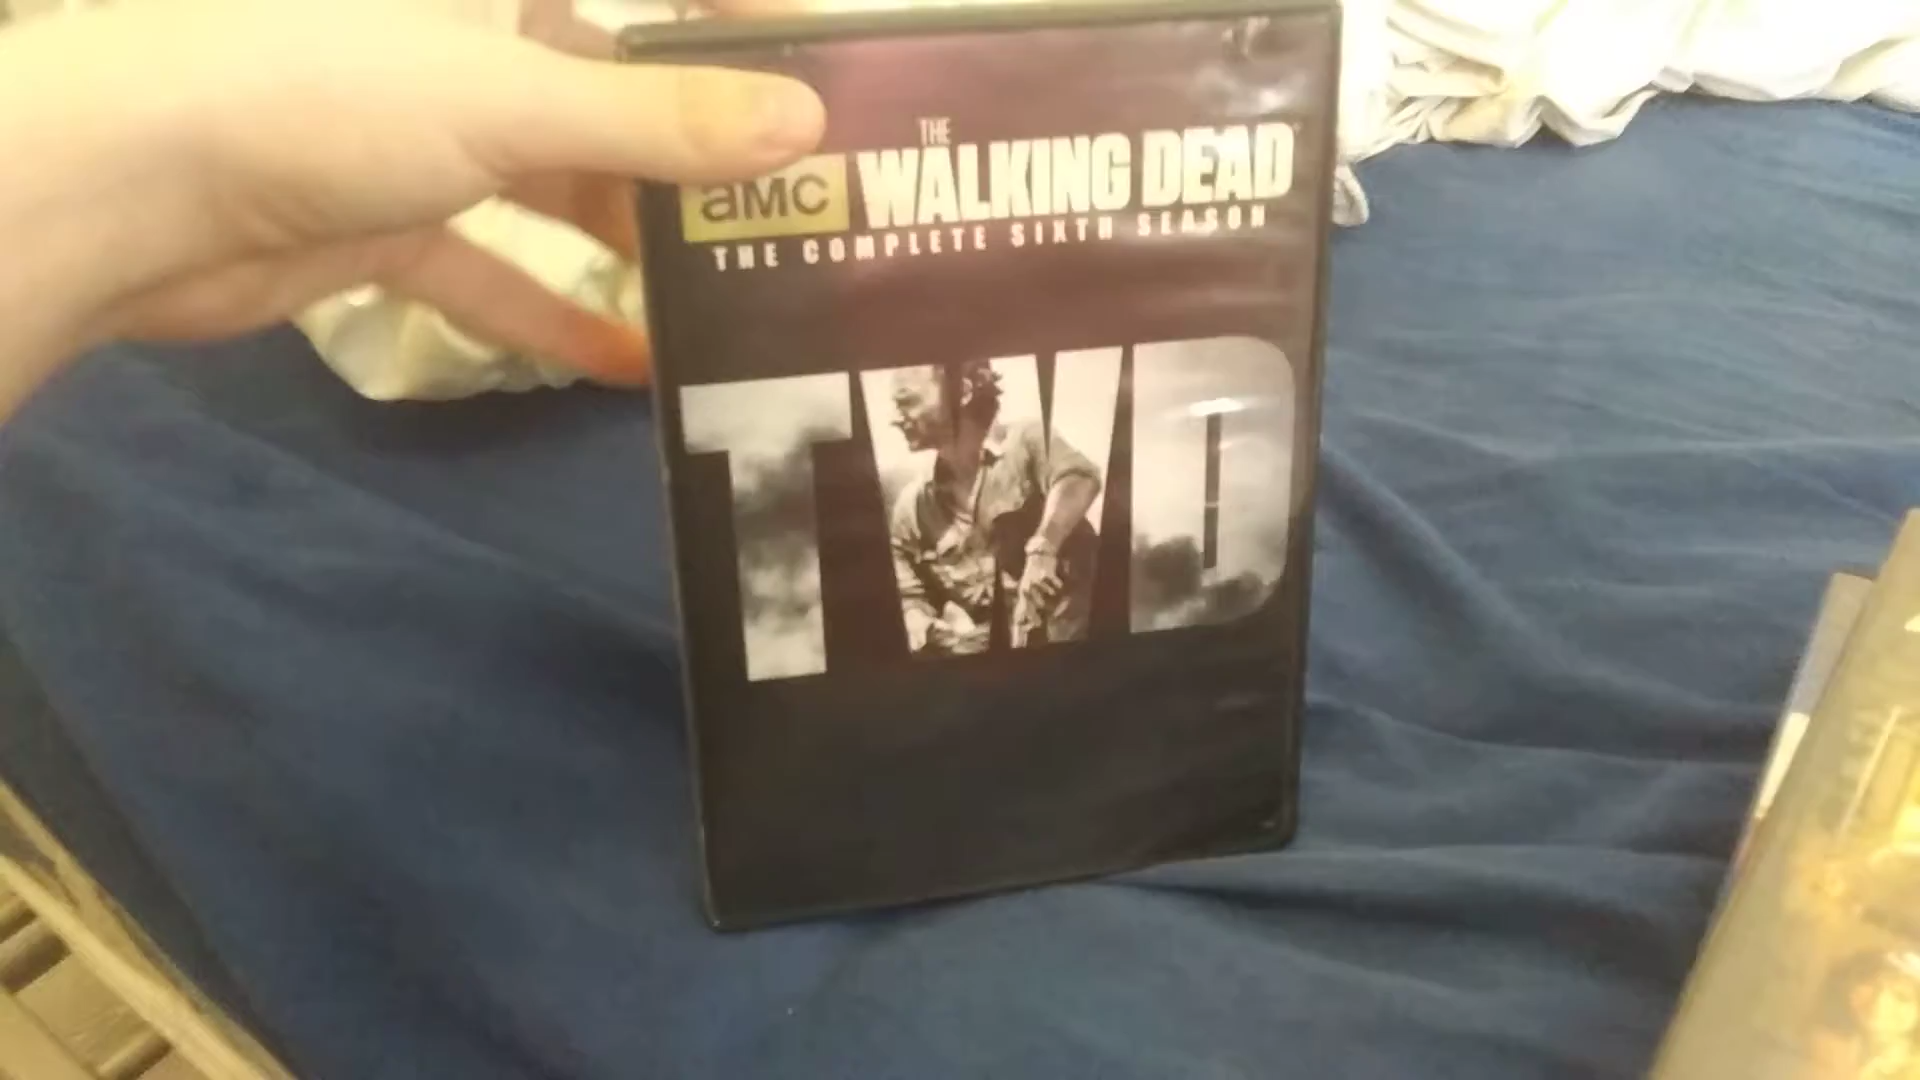 THE
aMC WALKING DEAD
THE COMPLETE SIXTH SEASON
TWD